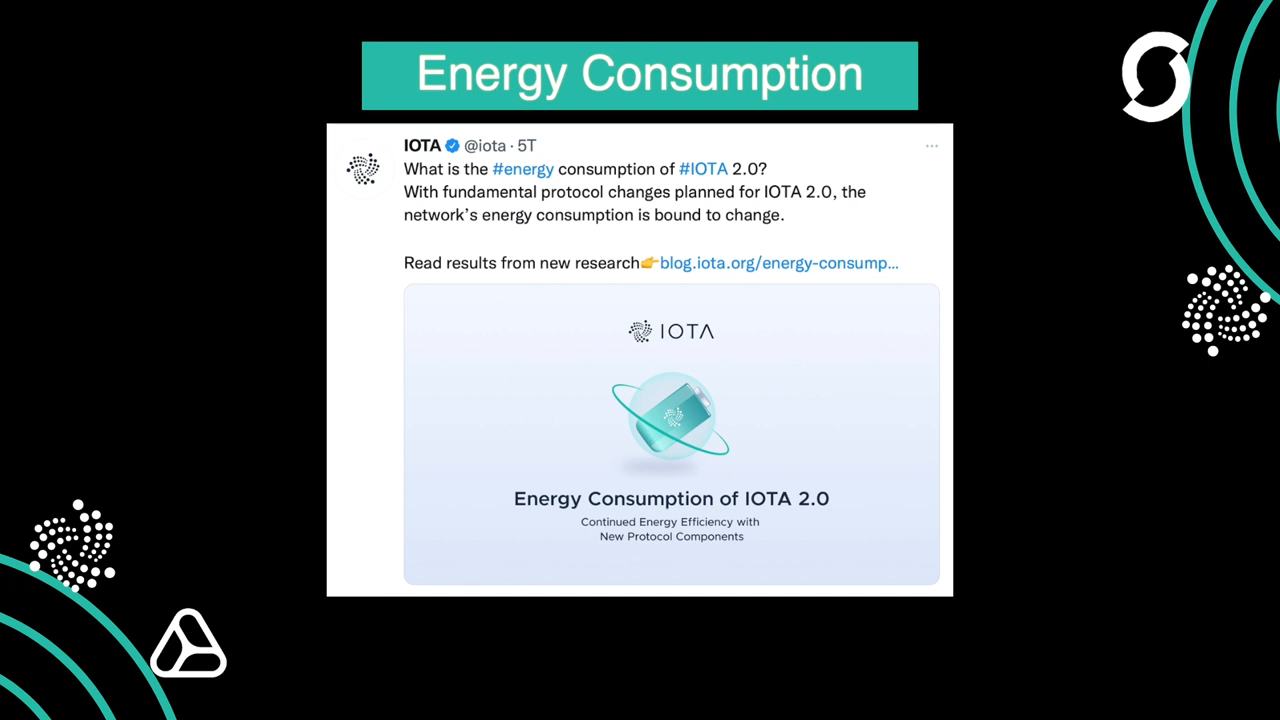 Energy Consumption
IOTA @iota · 5T
What is the #energy consumption of #IOTA 2.0?
With fundamental protocol changes planned for IOTA 2.0, the
network’s energy consumption is bound to change.
Read results from new research👉blog.iota.org/energy-consump...
IOTA
Energy Consumption of IOTA 2.0
Continued Energy Efficiency with
New Protocol Components